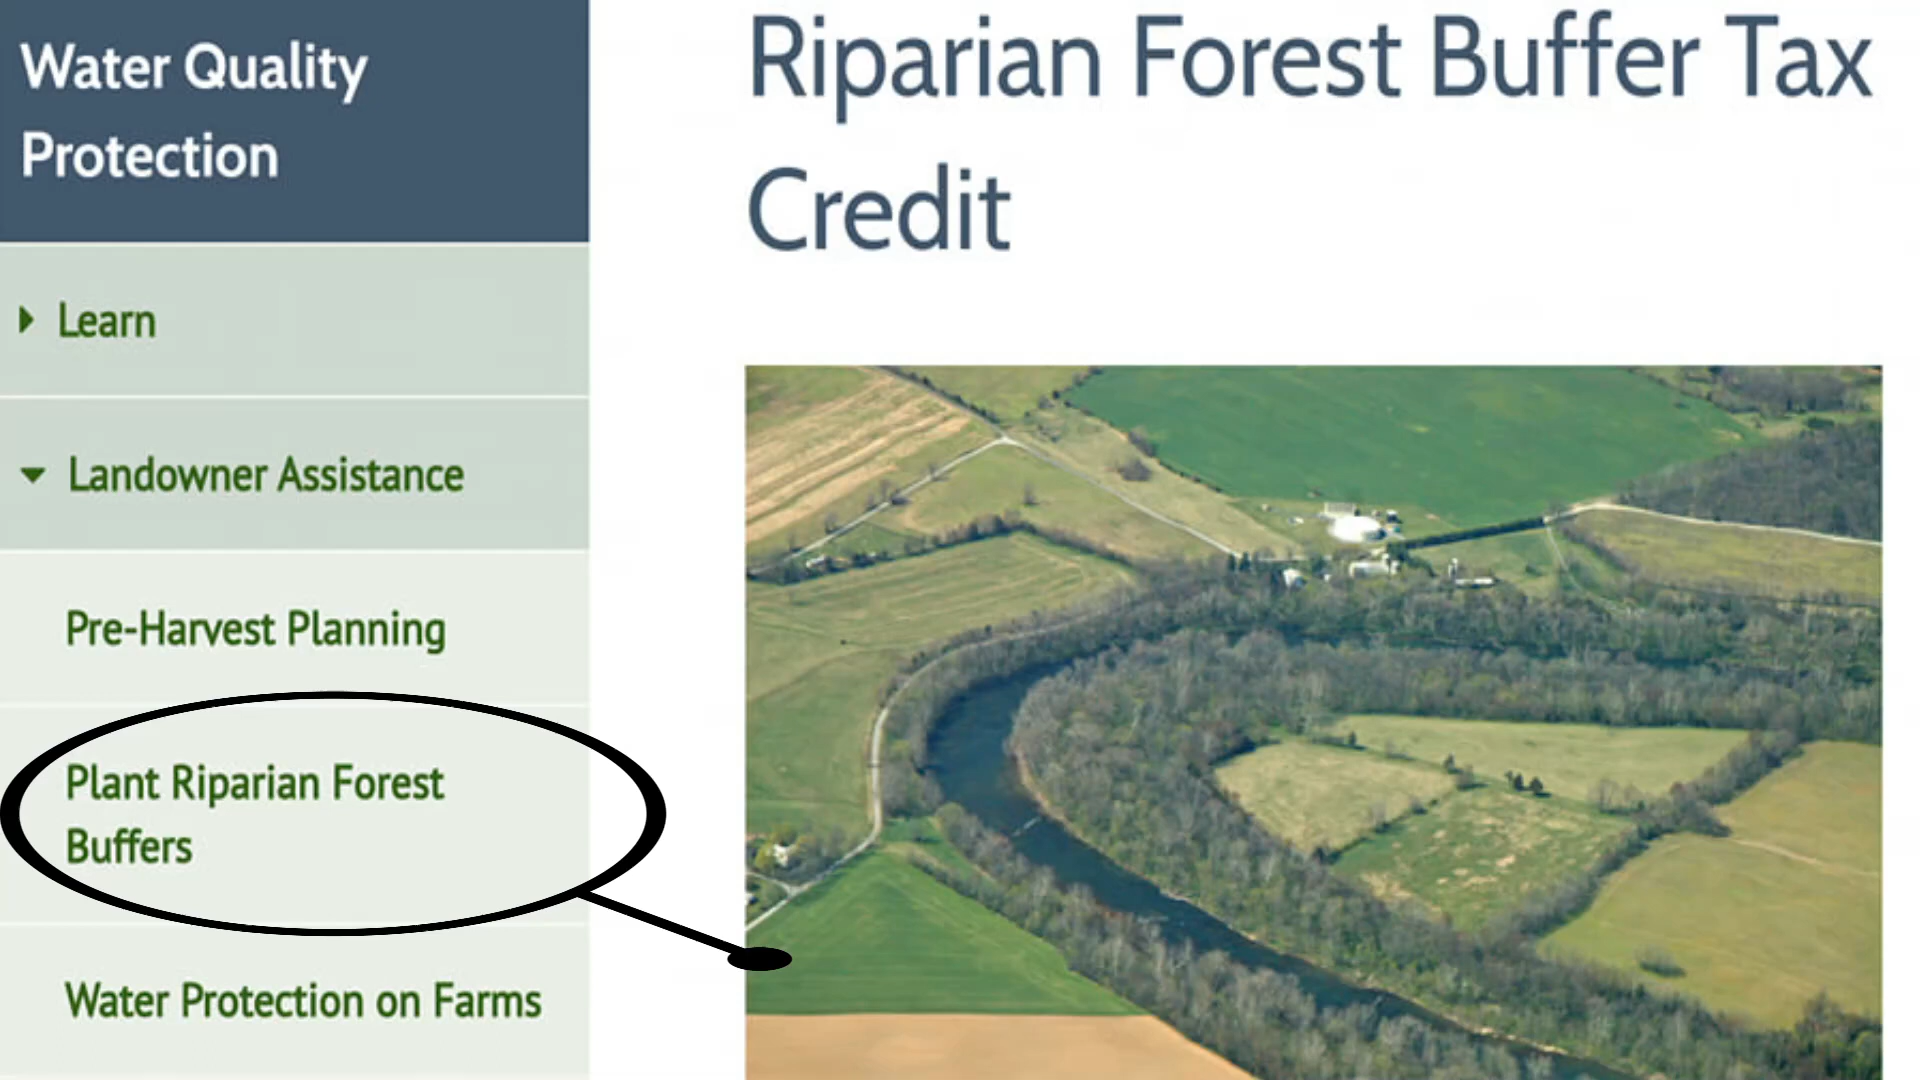 Water Quality
Protection
Learn
Landowner Assistance
Pre-Harvest Planning
Plant Riparian Forest
Buffers
Water Protection on Farms
Riparian Forest Buffer Tax
Credit